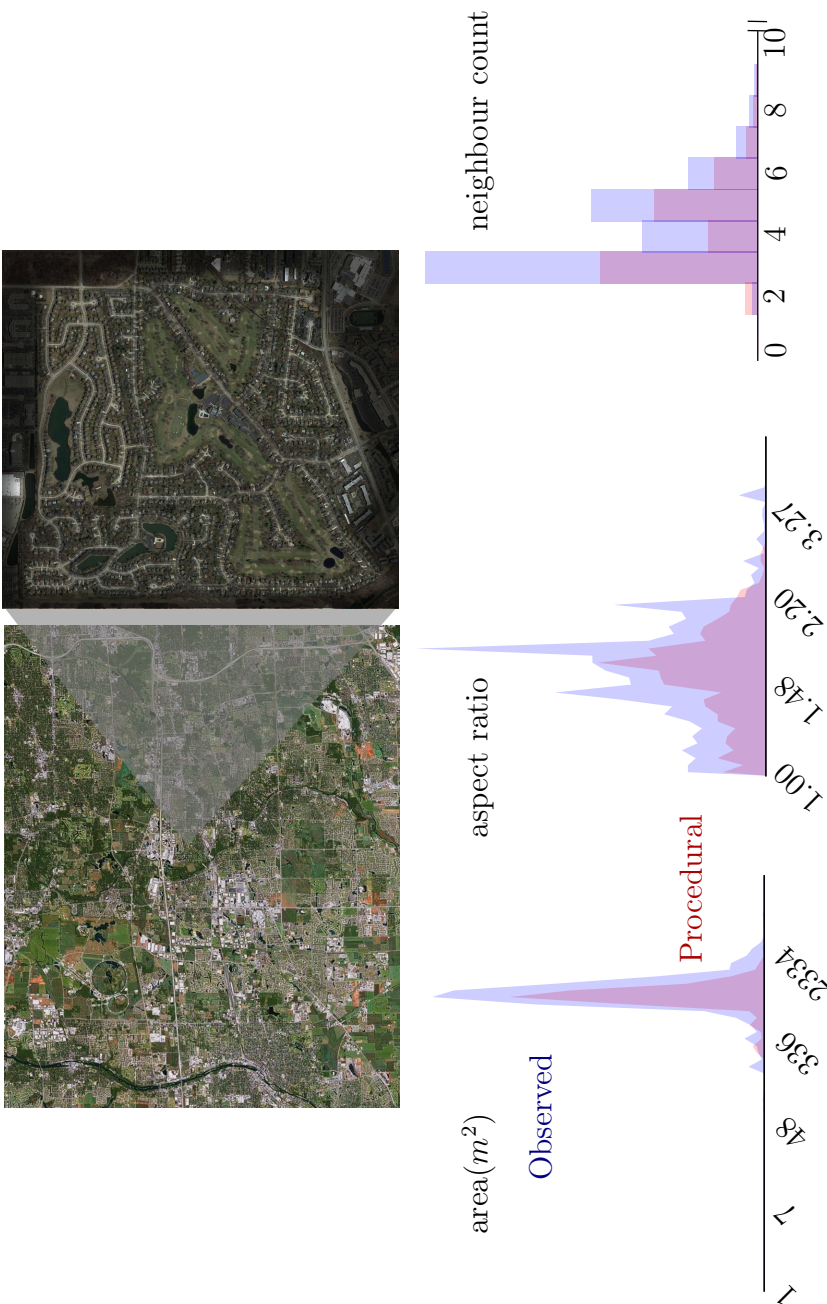 area(m²)
Observed
Procedural
1 7 48 336 2334
aspect ratio
1.00 1.48 2.20 3.27
neighbour count
0 2 4 6 8 10